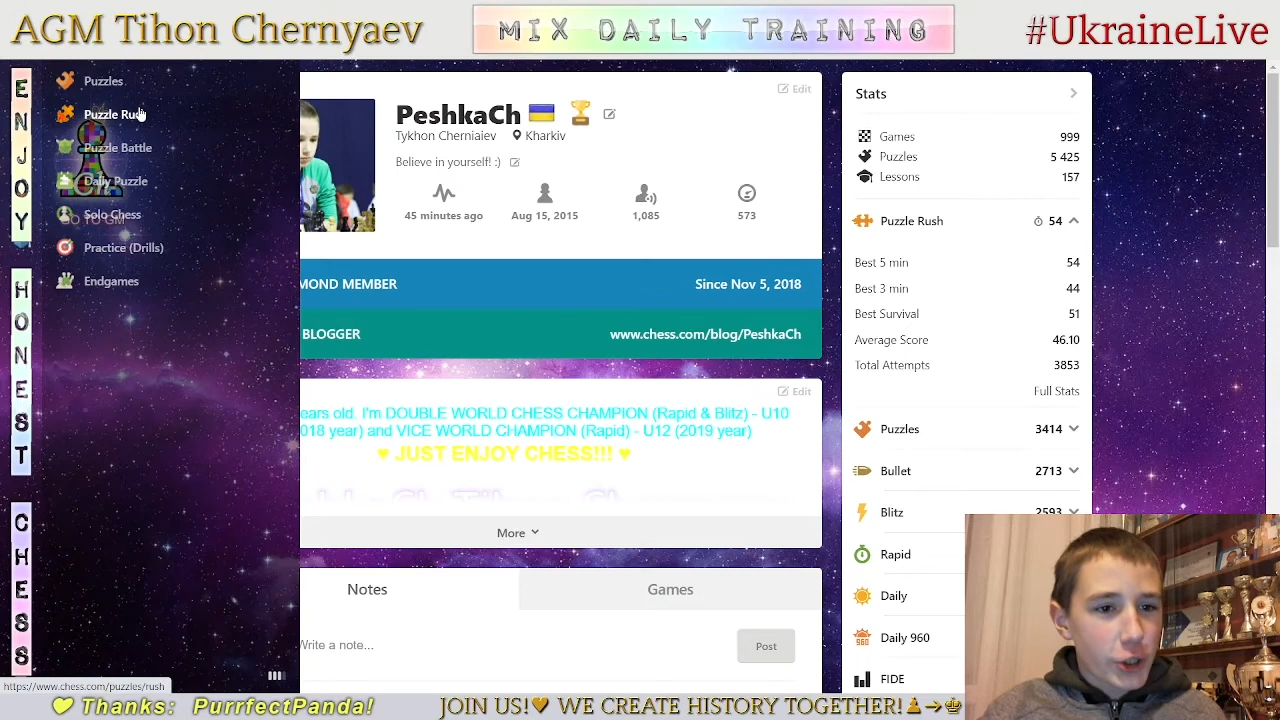 AGM Tihon Chernyaev
MIX DAILY TRAINING
#UkraineLive
ENJOY HONEST CHESS
Puzzles
Puzzle Rush
Puzzle Battle
Daily Puzzle
Solo Chess
GO TO GM
Practice (Drills)
Endgames
Edit
PeshkaCh
Tykhon Cherniaiev
Kharkiv
Believe in yourself! :)
45 minutes ago
Aug 15, 2015
1,085
573
MOND MEMBER
Since Nov 5, 2018
BLOGGER
www.chess.com/blog/PeshkaCh
Edit
ears old. I'm DOUBLE WORLD CHESS CHAMPION (Rapid & Blitz) - U10
018 year) and VICE WORLD CHAMPION (Rapid) - U12 (2019 year)
♥ JUST ENJOY CHESS!!! ♥
More
Notes
Games
Write a note...
Post
Stats
Games 999
Puzzles 5 425
Lessons 157
Puzzle Rush 54
Best 5 min 54
Best 3 min 44
Best Survival 51
Average Score 46.10
Total Attempts 3853
Full Stats
Puzzles 3414
Bullet 2713
Blitz 2593
Rapid
Daily
Daily 960
FIDE
https://www.chess.com/puzzles/rush
Thanks: PurrfectPanda!
JOIN US!♥ WE CREATE HISTORY TOGETHER!♟→♚